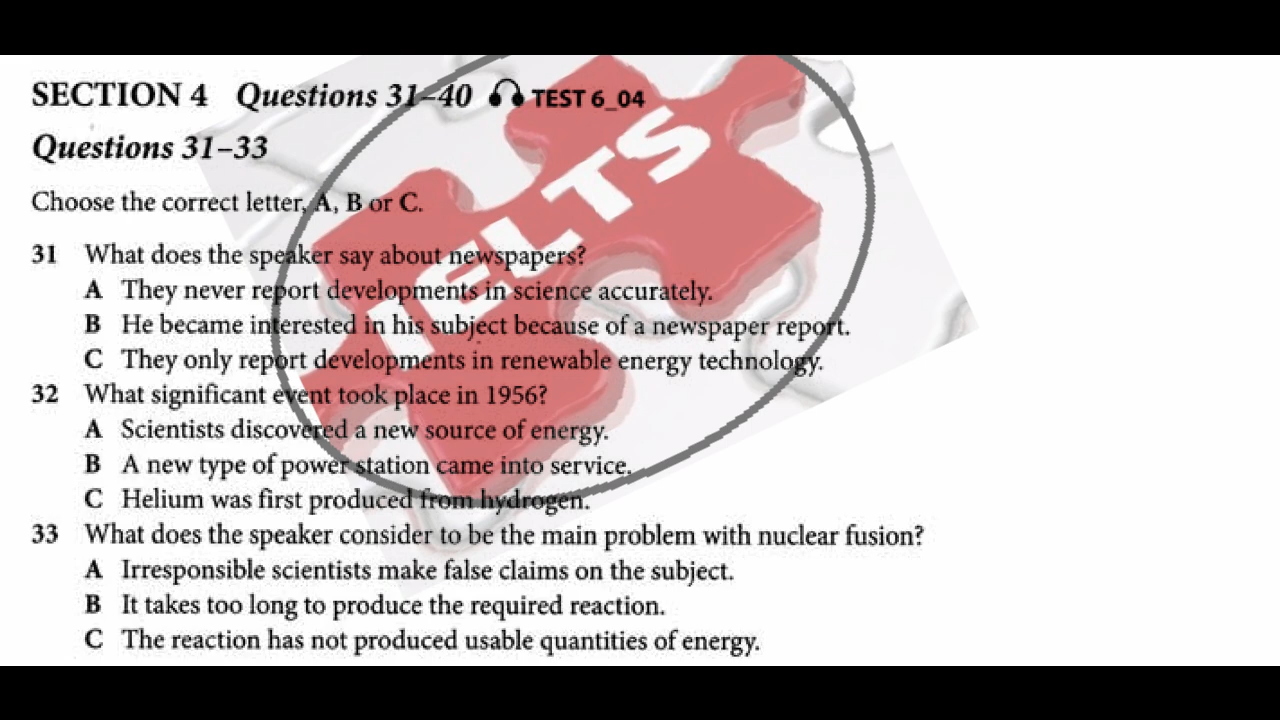 SECTION 4 Questions 31–40 TEST 6_04
Questions 31–33
Choose the correct letter, A, B or C.
31 What does the speaker say about newspapers?
A They never report developments in science accurately.
B He became interested in his subject because of a newspaper report.
C They only report developments in renewable energy technology.
32 What significant event took place in 1956?
A Scientists discovered a new source of energy.
B A new type of power station came into service.
C Helium was first produced from hydrogen.
33 What does the speaker consider to be the main problem with nuclear fusion?
A Irresponsible scientists make false claims on the subject.
B It takes too long to produce the required reaction.
C The reaction has not produced usable quantities of energy.
IELTS